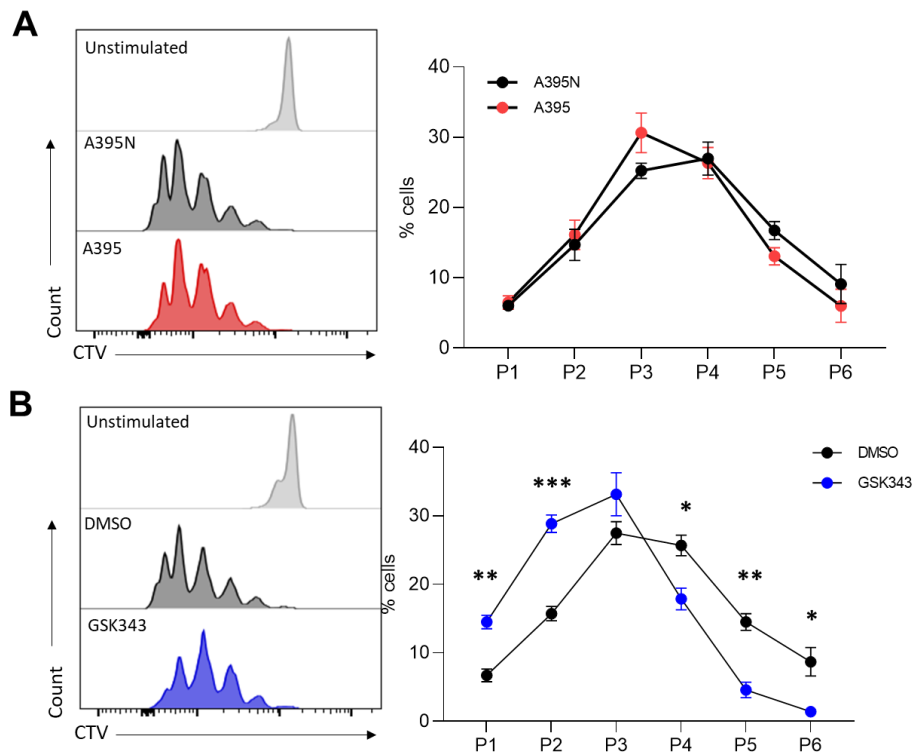 A
Unstimulated
A395N
A395
Count
CTV
40
30
20
10
0
% cells
A395N
A395
P1 P2 P3 P4 P5 P6
B
Unstimulated
DMSO
GSK343
Count
CTV
40
30
20
10
0
% cells
DMSO
GSK343
** *** * ** *
P1 P2 P3 P4 P5 P6